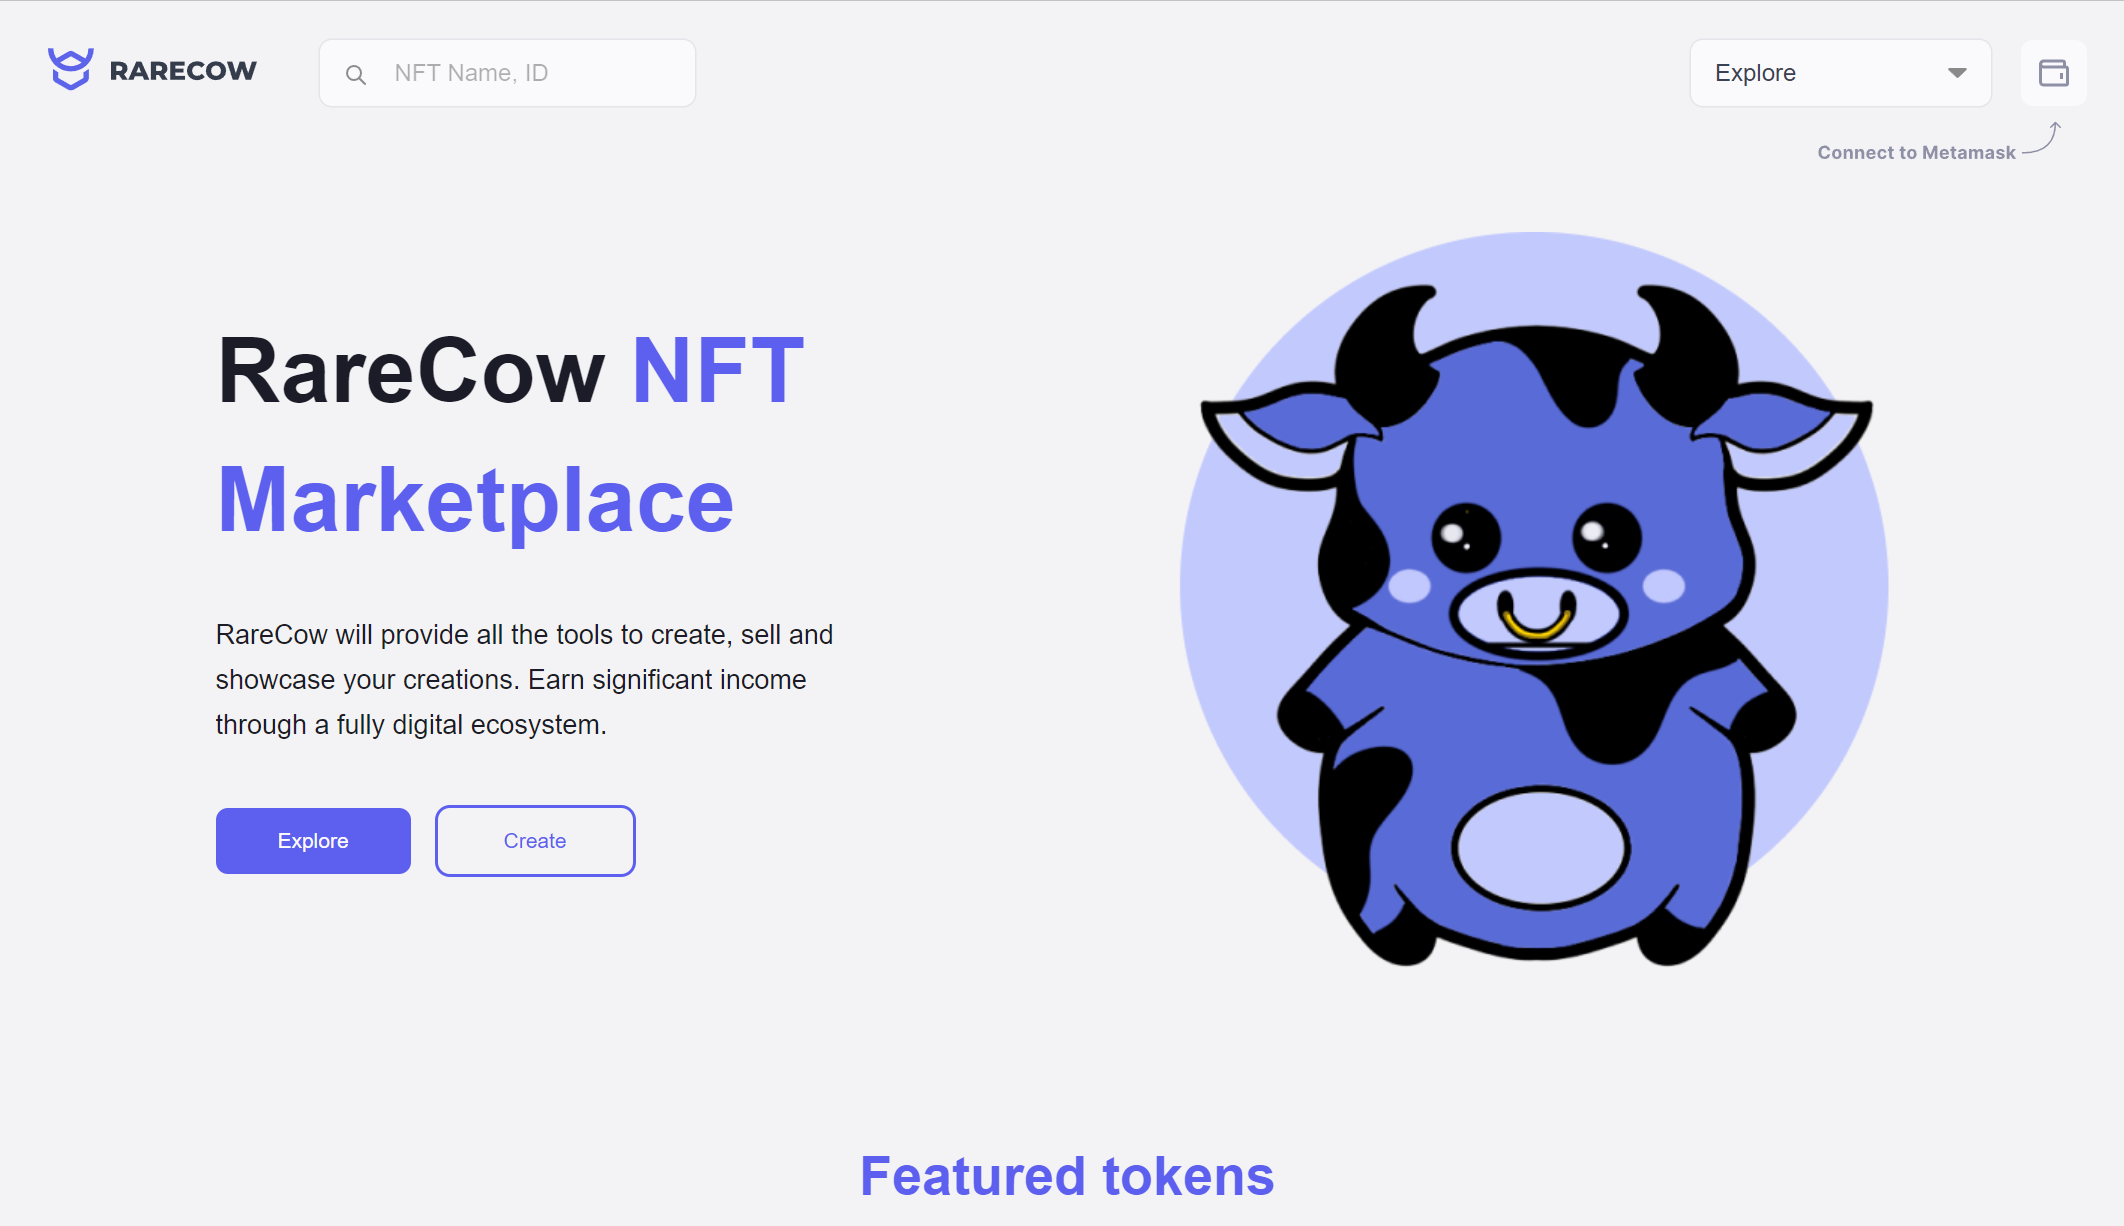 RARECOW
NFT Name, ID
Explore
Connect to Metamask
RareCow NFT
Marketplace
RareCow will provide all the tools to create, sell and
showcase your creations. Earn significant income
through a fully digital ecosystem.
Explore
Create
Featured tokens